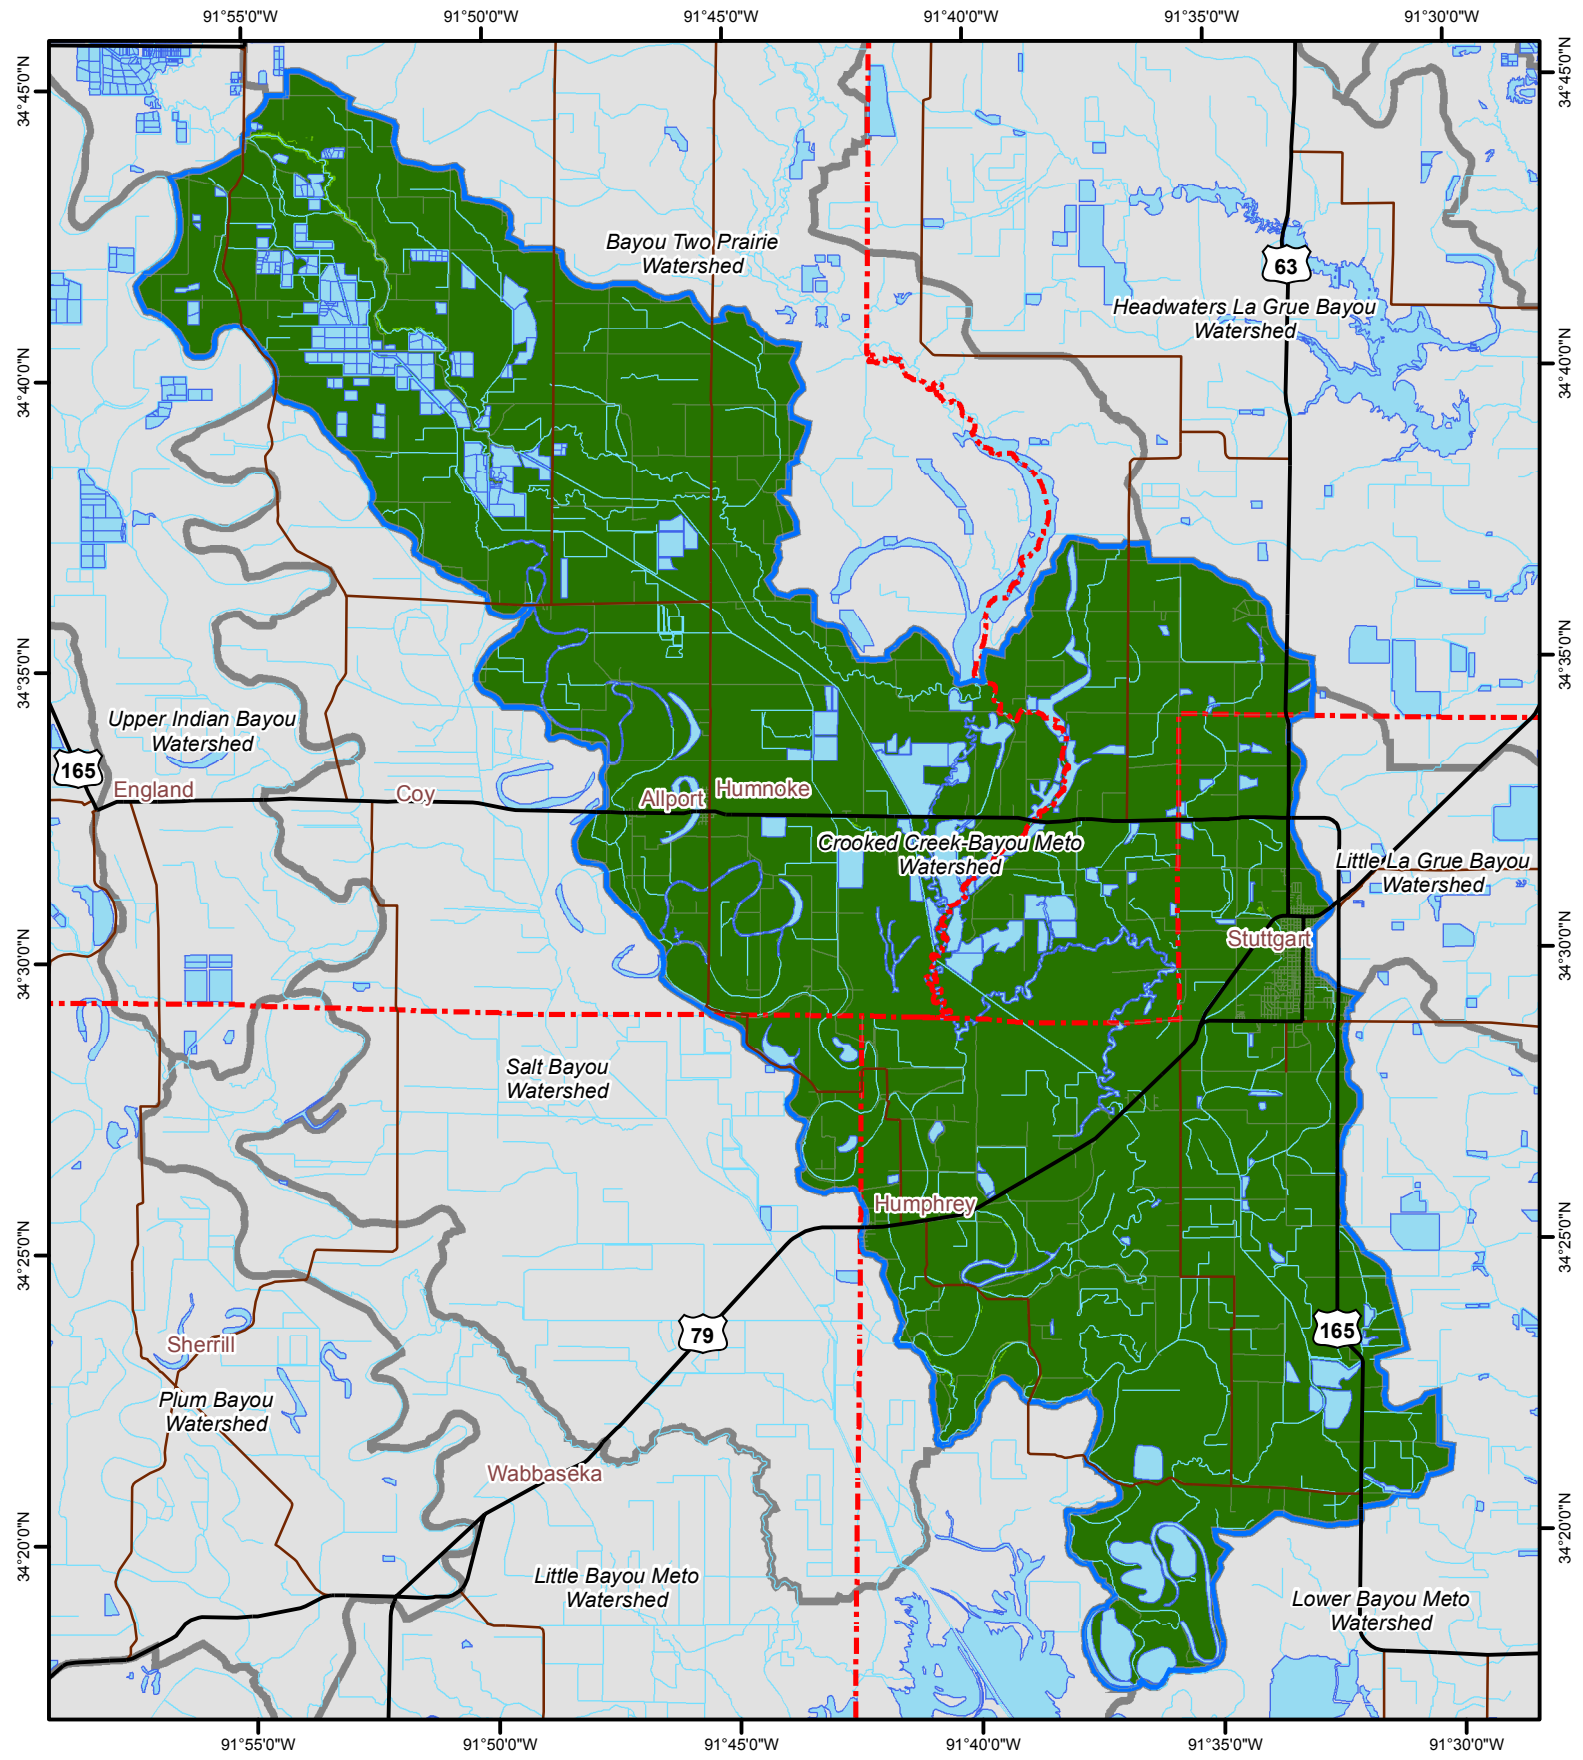 91°55'0"W 91°50'0"W 91°45'0"W 91°40'0"W 91°35'0"W 91°30'0"W
34°45'0"N
34°45'0"N
Bayou Two Prairie
Watershed
63
Headwaters La Grue Bayou
Watershed
34°40'0"N
34°40'0"N
34°35'0"N
34°35'0"N
Upper Indian Bayou
Watershed
165
England
Coy
Allport
Humnoke
Crooked Creek-Bayou Meto
Watershed
Little La Grue Bayou
Watershed
Stuttgart
34°30'0"N
34°30'0"N
Salt Bayou
Watershed
Humphrey
34°25'0"N
34°25'0"N
79
165
Sherrill
Plum Bayou
Watershed
Wabbaseka
34°20'0"N
34°20'0"N
Little Bayou Meto
Watershed
Lower Bayou Meto
Watershed
91°55'0"W 91°50'0"W 91°45'0"W 91°40'0"W 91°35'0"W 91°30'0"W